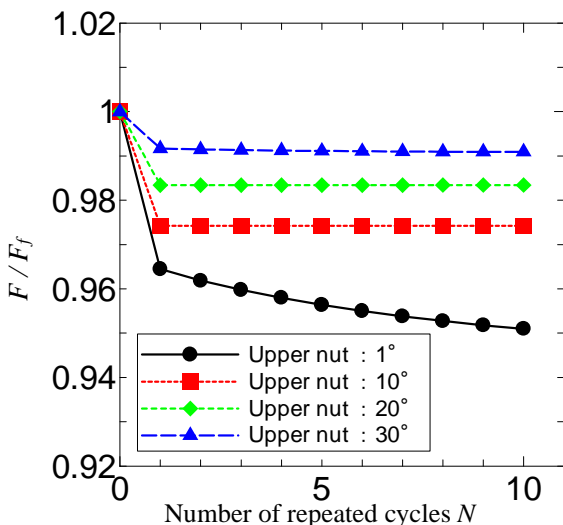 1.02
1
0.98
0.96
0.94
0.92
F / Ff
Upper nut : 1°
Upper nut : 10°
Upper nut : 20°
Upper nut : 30°
0 5 10
Number of repeated cycles N